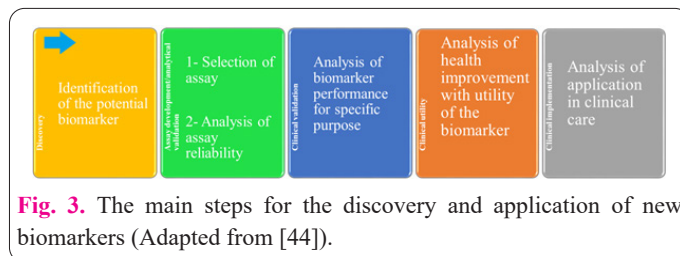 Discovery
Identification
of the potential
biomarker
Assay development/analytical
validation
1- Selection of
assay
2- Analysis of
assay
reliability
Clinical validation
Analysis of
biomarker
performance
for specific
purpose
Clinical utility
Analysis of
health
improvement
with utility
of the
biomarker
Clinical implementation
Analysis of
application
in clinical
care
Fig. 3. The main steps for the discovery and application of new
biomarkers (Adapted from [44]).